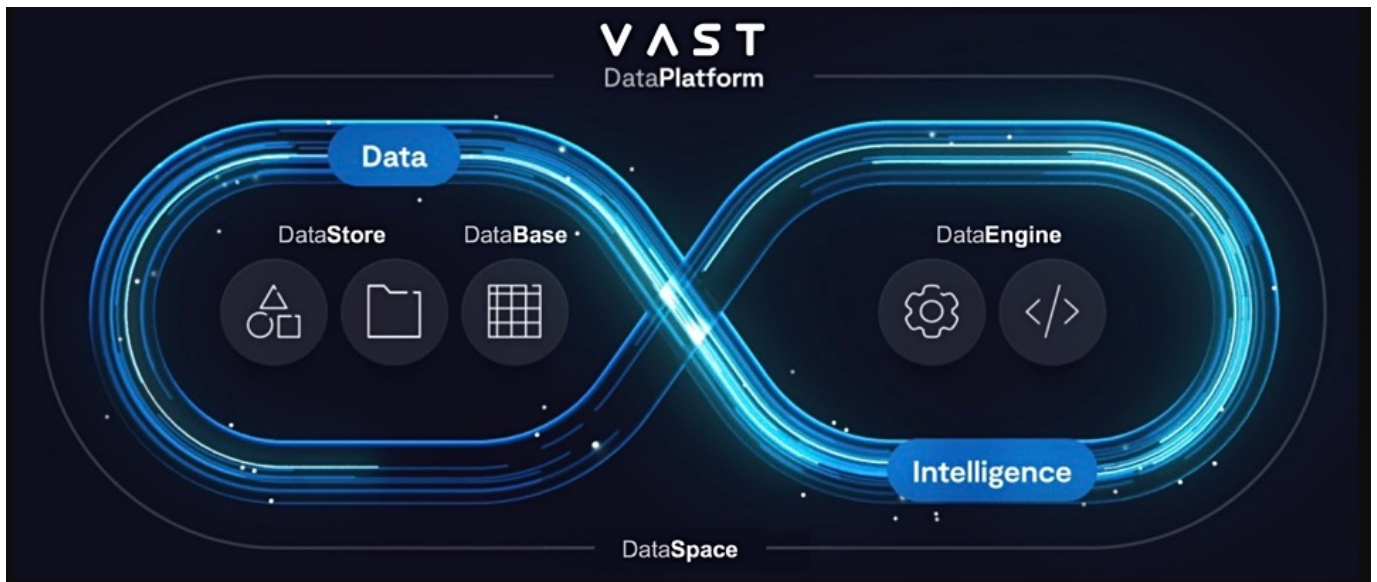 VAST
DataPlatform
Data
DataStore
DataBase
DataEngine
</>
Intelligence
DataSpace